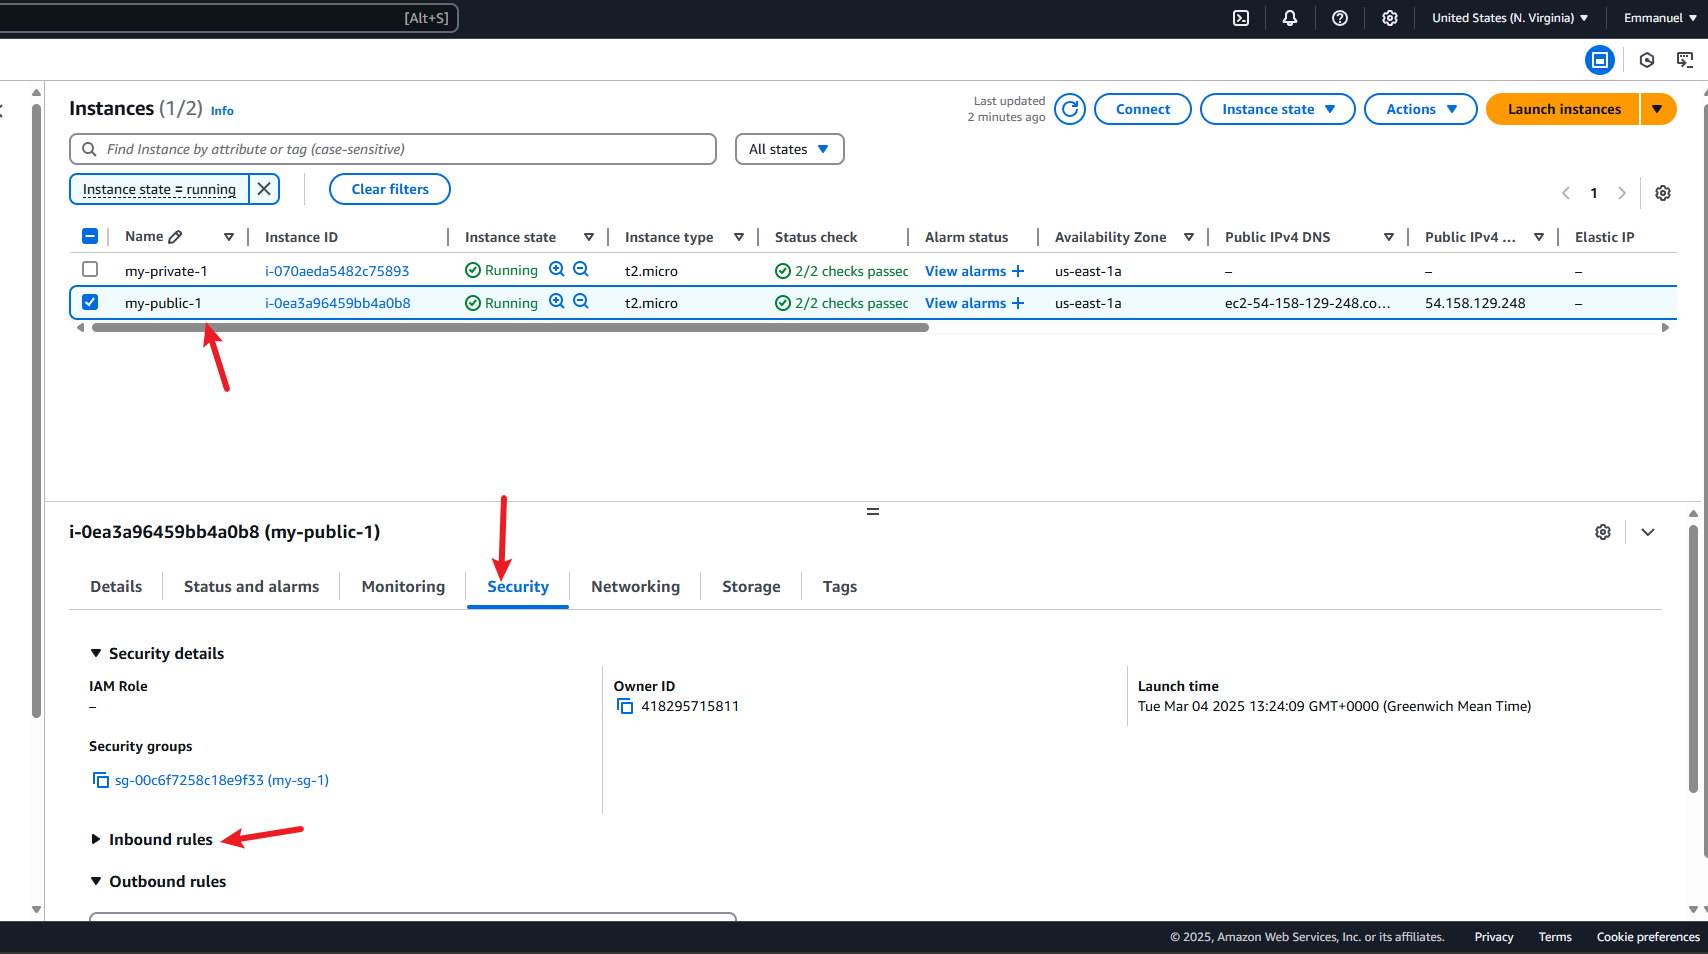 [Alt+S]
United States (N. Virginia)
Emmanuel
Instances (1/2) Info
Last updated
2 minutes ago
Connect
Instance state
Actions
Launch instances
Find Instance by attribute or tag (case-sensitive)
All states
Instance state = running
Clear filters
1
Name Instance ID Instance state Instance type Status check Alarm status Availability Zone Public IPv4 DNS Public IPv4 ... Elastic IP
my-private-1 i-070aeda5482c75893 Running t2.micro 2/2 checks passec View alarms + us-east-1a – – –
my-public-1 i-0ea3a96459bb4a0b8 Running t2.micro 2/2 checks passec View alarms + us-east-1a ec2-54-158-129-248.co... 54.158.129.248 –
i-0ea3a96459bb4a0b8 (my-public-1)
Details Status and alarms Monitoring Security Networking Storage Tags
Security details
IAM Role
–
Owner ID
418295715811
Launch time
Tue Mar 04 2025 13:24:09 GMT+0000 (Greenwich Mean Time)
Security groups
sg-00c6f7258c18e9f33 (my-sg-1)
Inbound rules
Outbound rules
© 2025, Amazon Web Services, Inc. or its affiliates. Privacy Terms Cookie preferences